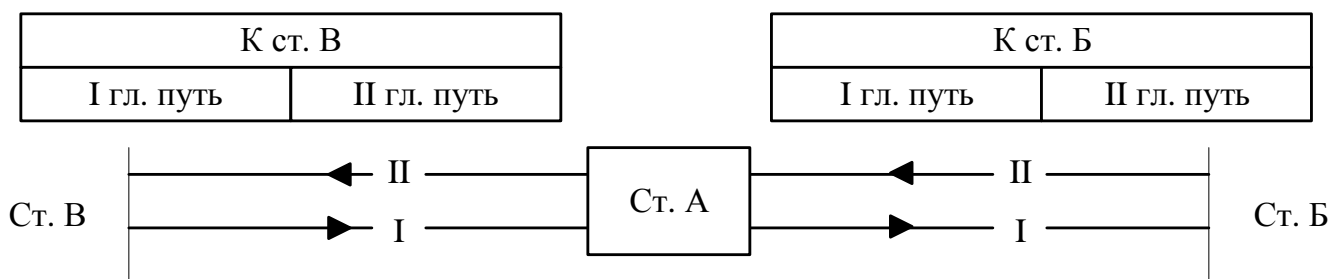 К ст. В
I гл. путь II гл. путь
К ст. Б
I гл. путь II гл. путь
II II
Ст. В Ст. А Ст. Б
I I